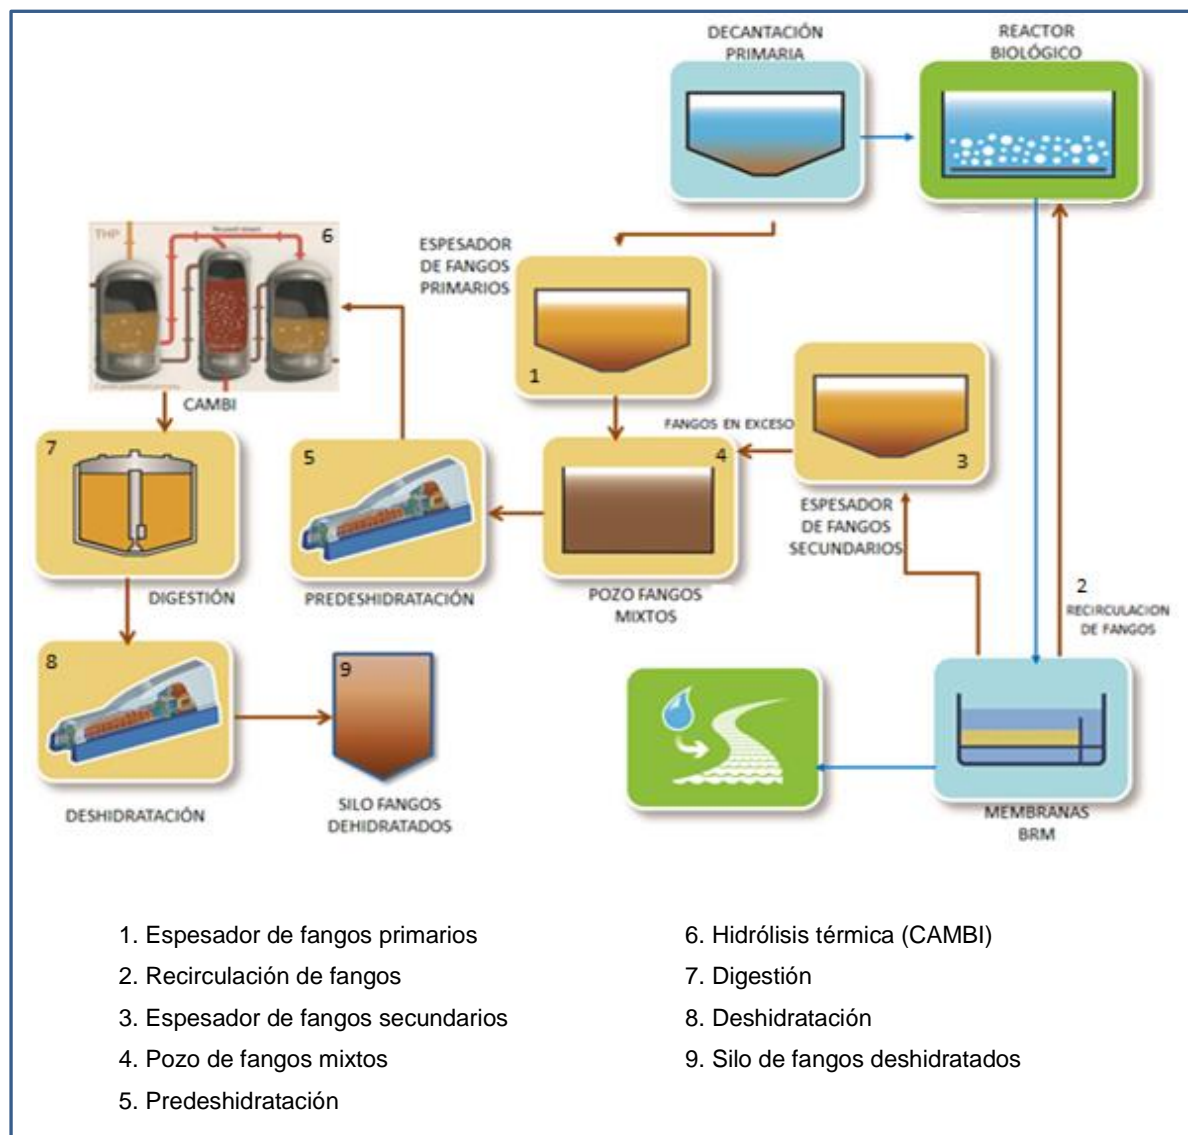 DECANTACIÓN
PRIMARIA
REACTOR
BIOLÓGICO
THP
6
ESPESADOR
DE FANGOS
PRIMARIOS
1
CAMBI
FANGOS EN EXCESO
7
5
4
3
ESPESADOR
DE FANGOS
SECUNDARIOS
DIGESTIÓN
PREDESHIDRATACIÓN
POZO FANGOS
MIXTOS
2
RECIRCULACION
DE FANGOS
8
9
DESHIDRATACIÓN
SILO FANGOS
DEHIDRATADOS
MEMBRANAS
BRM
1. Espesador de fangos primarios
2. Recirculación de fangos
3. Espesador de fangos secundarios
4. Pozo de fangos mixtos
5. Predeshidratación
6. Hidrólisis térmica (CAMBI)
7. Digestión
8. Deshidratación
9. Silo de fangos deshidratados